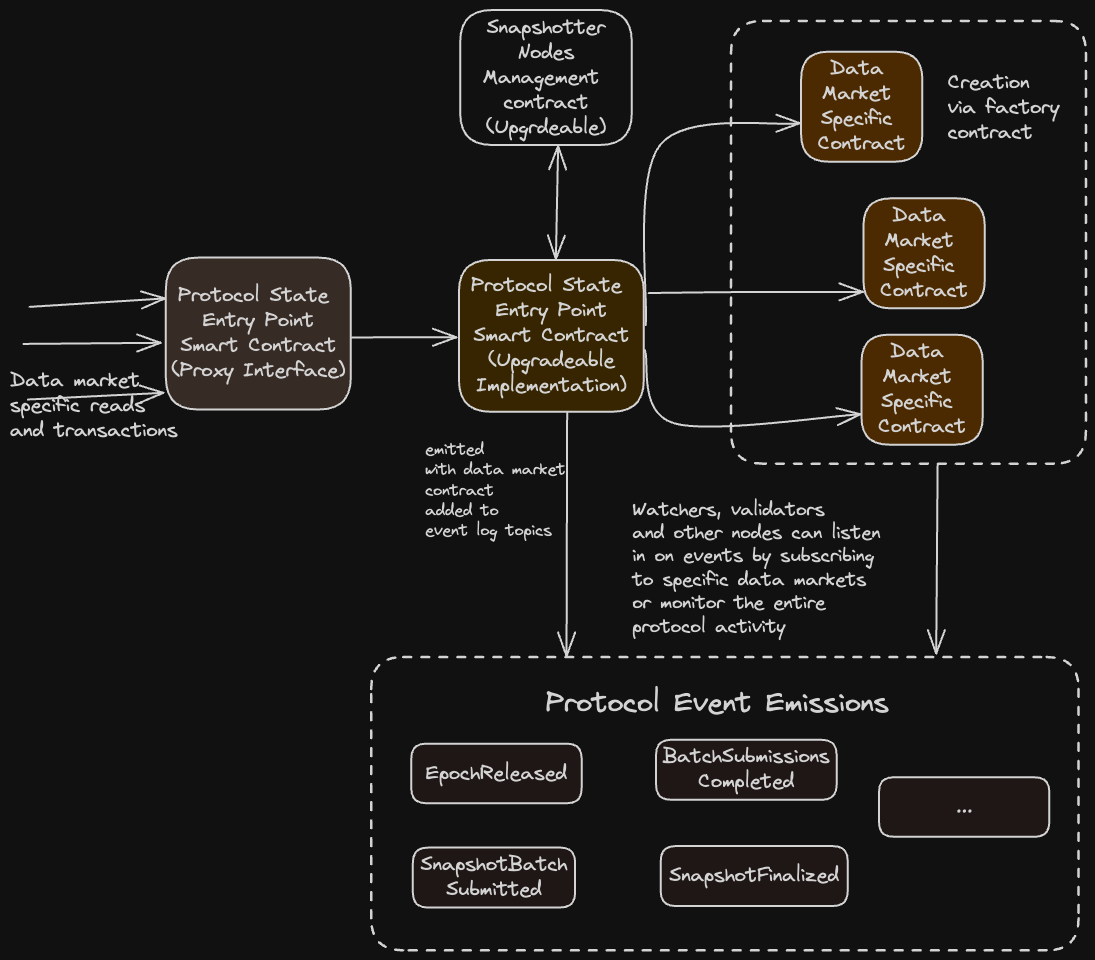 Snapshotter
Nodes
Management
contract
(Upgrdeable)
Data
Market
Specific
Contract
Creation
via factory
contract
Data
Market
Specific
Contract
Protocol State
Entry Point
Smart Contract
(Proxy Interface)
Protocol State
Entry Point
Smart Contract
(Upgradeable
Implementation)
Data
Market
Specific
Contract
Data market
specific reads
and transactions
emitted
with data market
contract
added to
event log topics
Watchers, validators
and other nodes can listen
in on events by subscribing
to specific data markets
or monitor the entire
protocol activity
Protocol Event Emissions
EpochReleased
BatchSubmissions
Completed
...
SnapshotBatch
Submitted
SnapshotFinalized